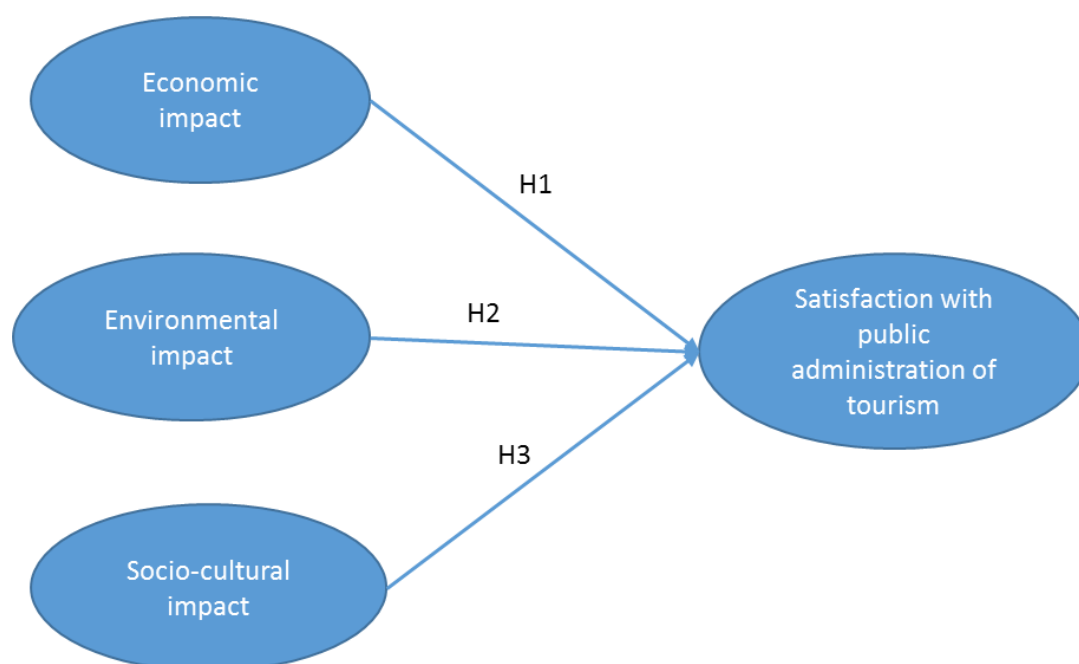 Economic
impact
H1
Environmental
impact
H2
Satisfaction with
public
administration of
tourism
H3
Socio-cultural
impact